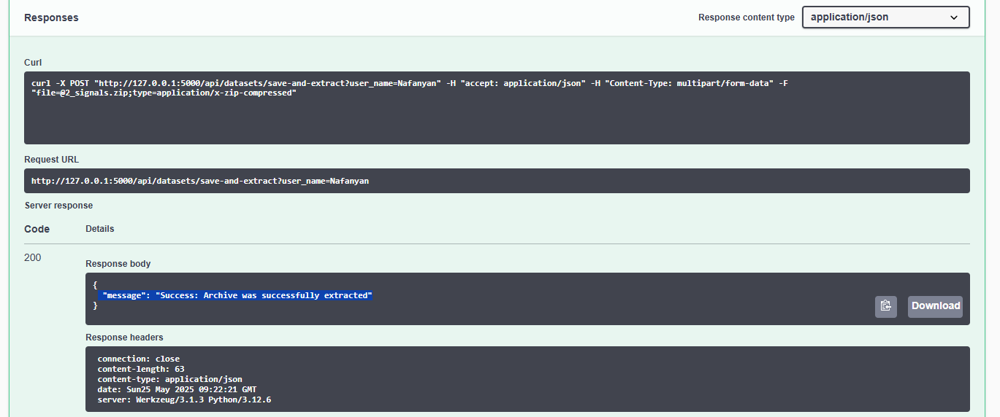 Responses
Response content type
application/json
Curl
curl -X POST "http://127.0.0.1:5000/api/datasets/save-and-extract?user_name=Nafanyan" -H "accept: application/json" -H "Content-Type: multipart/form-data" -F
"file=@2_signals.zip;type=application/x-zip-compressed"
Request URL
http://127.0.0.1:5000/api/datasets/save-and-extract?user_name=Nafanyan
Server response
Code
Details
200
Response body
{
"message": "Success: Archive was successfully extracted"
}
Download
Response headers
connection: close
content-length: 63
content-type: application/json
date: Sun25 May 2025 09:22:21 GMT
server: Werkzeug/3.1.3 Python/3.12.6